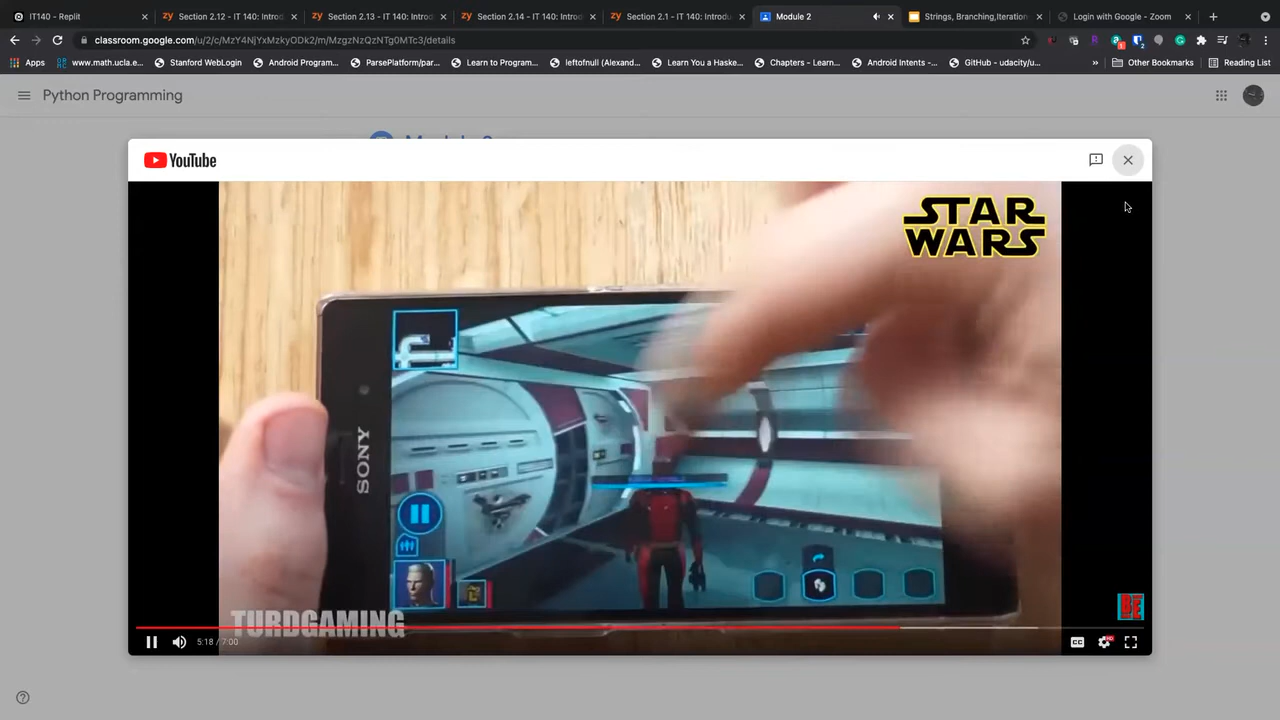 IT140 - Replit
Section 2.12 - IT 140: Introd
Section 2.13 - IT 140: Introd
Section 2.14 - IT 140: Introd
Section 2.1 - IT 140: Introdu
Module 2
Strings, Branching,Iteration
Login with Google - Zoom
classroom.google.com/u/2/c/MzY4NjYxMzkyODk2/m/MzgzNzQzNTg0MTc3/details
Apps
www.math.ucla.e...
Stanford WebLogin
Android Program...
ParsePlatform/par...
Learn to Program...
leftofnull (Alexand...
Learn You a Haske...
Chapters - Learn...
Android Intents -...
GitHub - udacity/u...
»
Other Bookmarks
Reading List
Python Programming
YouTube
STAR
WARS
SONY
TURDGAMING
BE
5:18 / 7:00
CC
HD